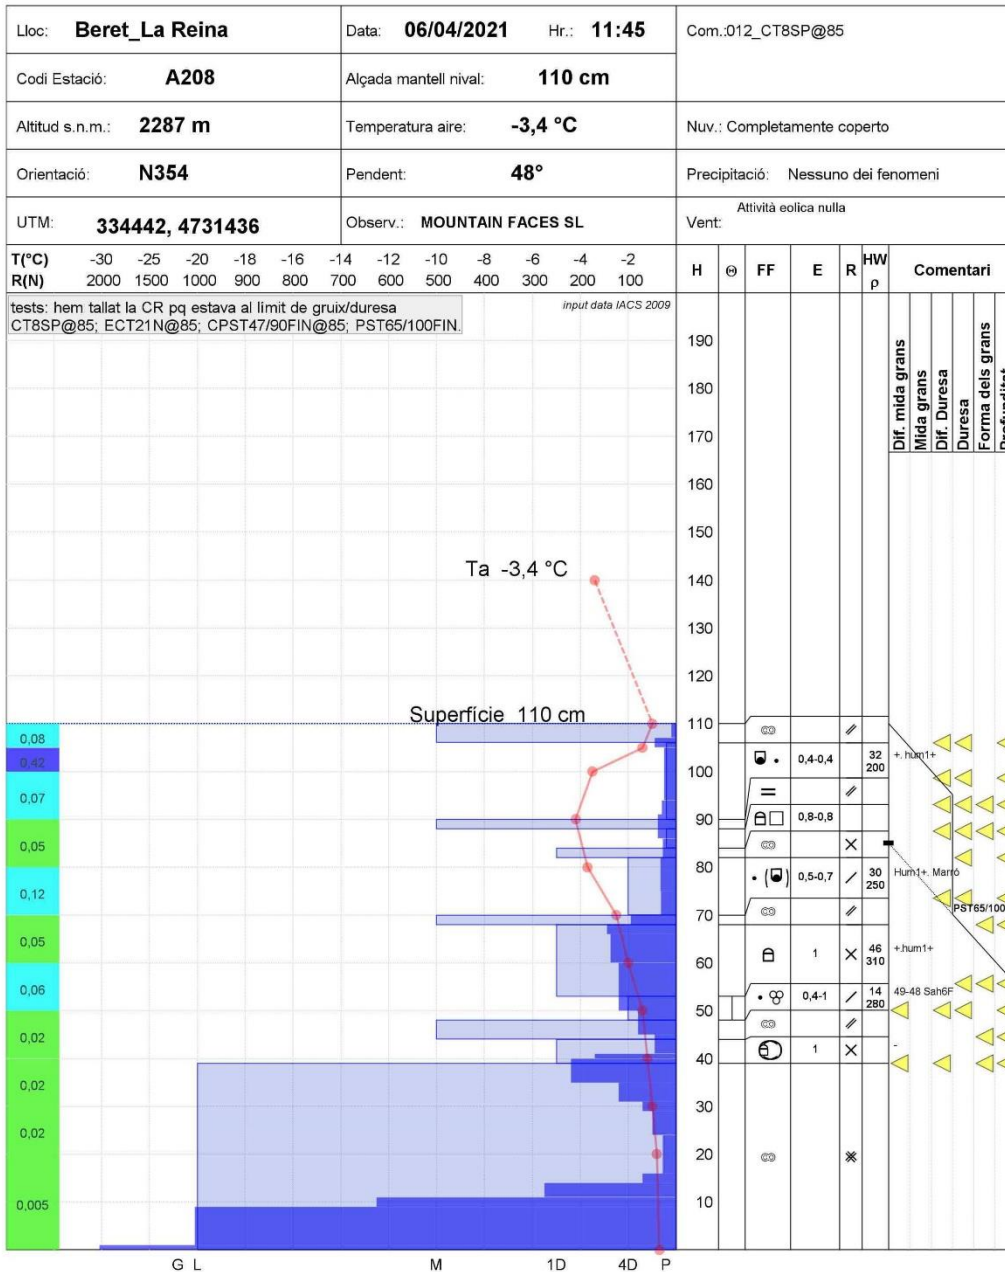 Lloc: Beret_La Reina Data: 06/04/2021 Hr.: 11:45 Com.:012_CT8SP@85
Codi Estació: A208 Alçada mantell nival: 110 cm
Altitud s.n.m.: 2287 m Temperatura aire: -3,4 °C Nuv.: Completamente coperto
Orientació: N354 Pendent: 48° Precipitació: Nessuno dei fenomeni
UTM: 334442, 4731436 Observ.: MOUNTAIN FACES SL Vent: Attività eolica nulla
T(°C) -30 -25 -20 -18 -16 -14 -12 -10 -8 -6 -4 -2
R(N) 2000 1500 1000 900 800 700 600 500 400 300 200 100
H Θ FF E R HW ρ Comentari
tests: hem tallat la CR pq estava al límit de gruix/duresa
CT8SP@85; ECT21N@85; CPST47/90FIN@85; PST65/100FIN.
input data IACS 2009
Dif. mida grans
Mida grans
Dif. Duresa
Duresa
Forma dels grans
190
180
170
160
150
Ta -3,4 °C
140
130
120
Superfície 110 cm
110
0,08
0,42 0,4-0,4 32 200 +. hum1+
100
0,07
90
0,8-0,8
0,05
80
0,12 0,5-0,7 30 250 Hum1+. Marró
70
PST65/100
0,05
60
1 46 310 +.hum1+
0,06
50
0,4-1 14 280 49-48 Sah6F
0,02
40
1 -
0,02
30
0,02
20
0,005
10
G L M 1D 4D P